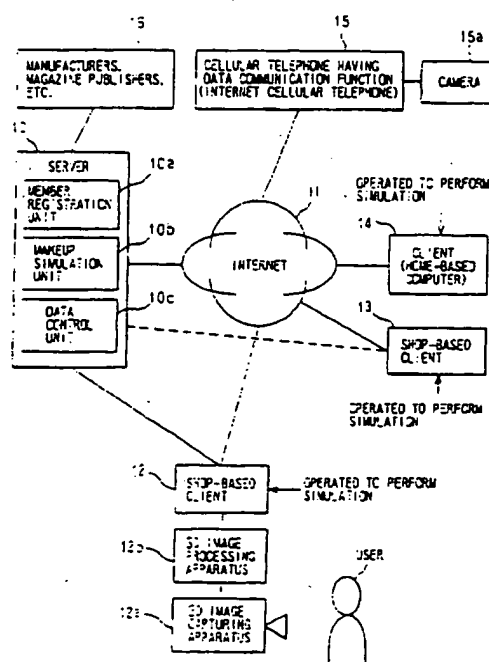 16
MANUFACTURERS,
MAGAZINE PUBLISHERS,
ETC.
15
CELLULAR TELEPHONE HAVING
DATA COMMUNICATION FUNCTION
(INTERNET CELLULAR TELEPHONE)
15a
CAMERA
10
SERVER
10a
MEMBER
REGISTRATION
UNIT
10b
MAKEUP
SIMULATION
UNIT
10c
DATA
CONTROL
UNIT
11
INTERNET
OPERATED TO PERFORM
SIMULATION
14
CLIENT
(HOME-BASED
COMPUTER)
13
SHOP-BASED
CLIENT
OPERATED TO PERFORM
SIMULATION
12
SHOP-BASED
CLIENT
OPERATED TO PERFORM
SIMULATION
12b
3D IMAGE
PROCESSING
APPARATUS
12a
3D IMAGE
CAPTURING
APPARATUS
USER